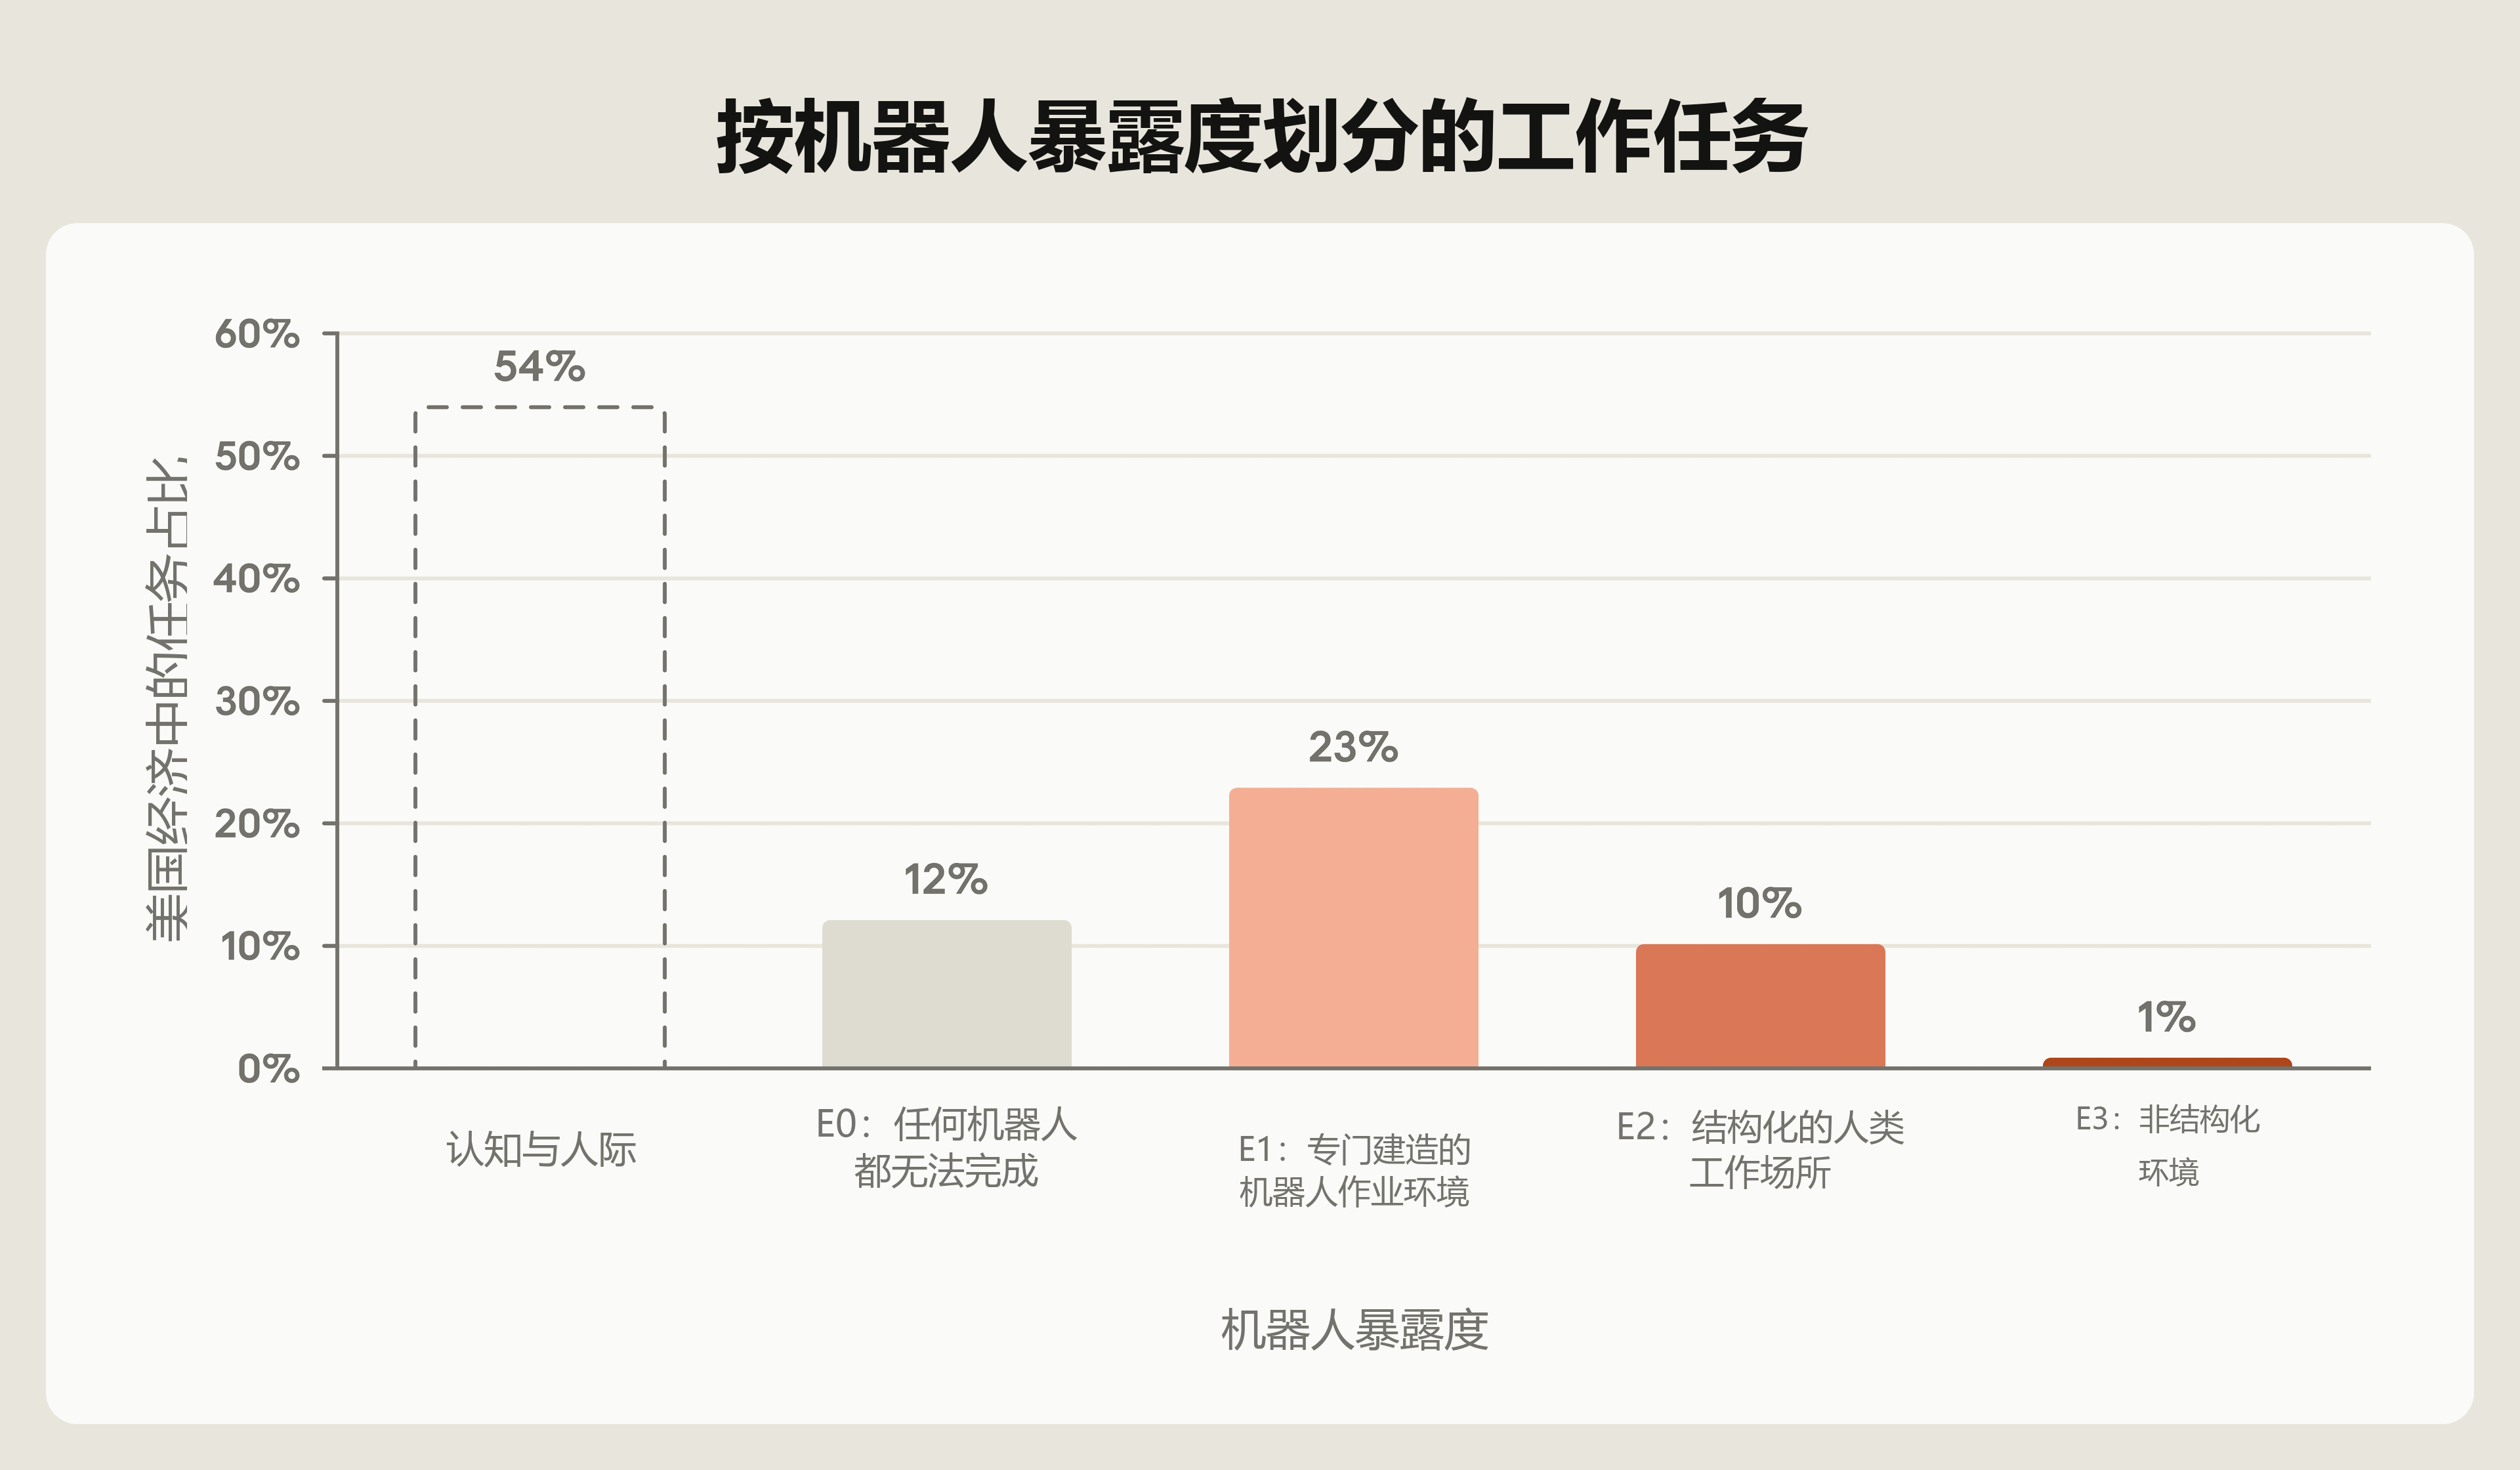 按机器人暴露度划分的工作任务
美国经济中的任务占比
60%
50%
40%
30%
20%
10%
0%
54%
12%
23%
10%
1%
认知与人际
E0：任何机器人
都无法完成
E1：专门建造的
机器人作业环境
E2：结构化的人类
工作场所
E3：非结构化
环境
机器人暴露度